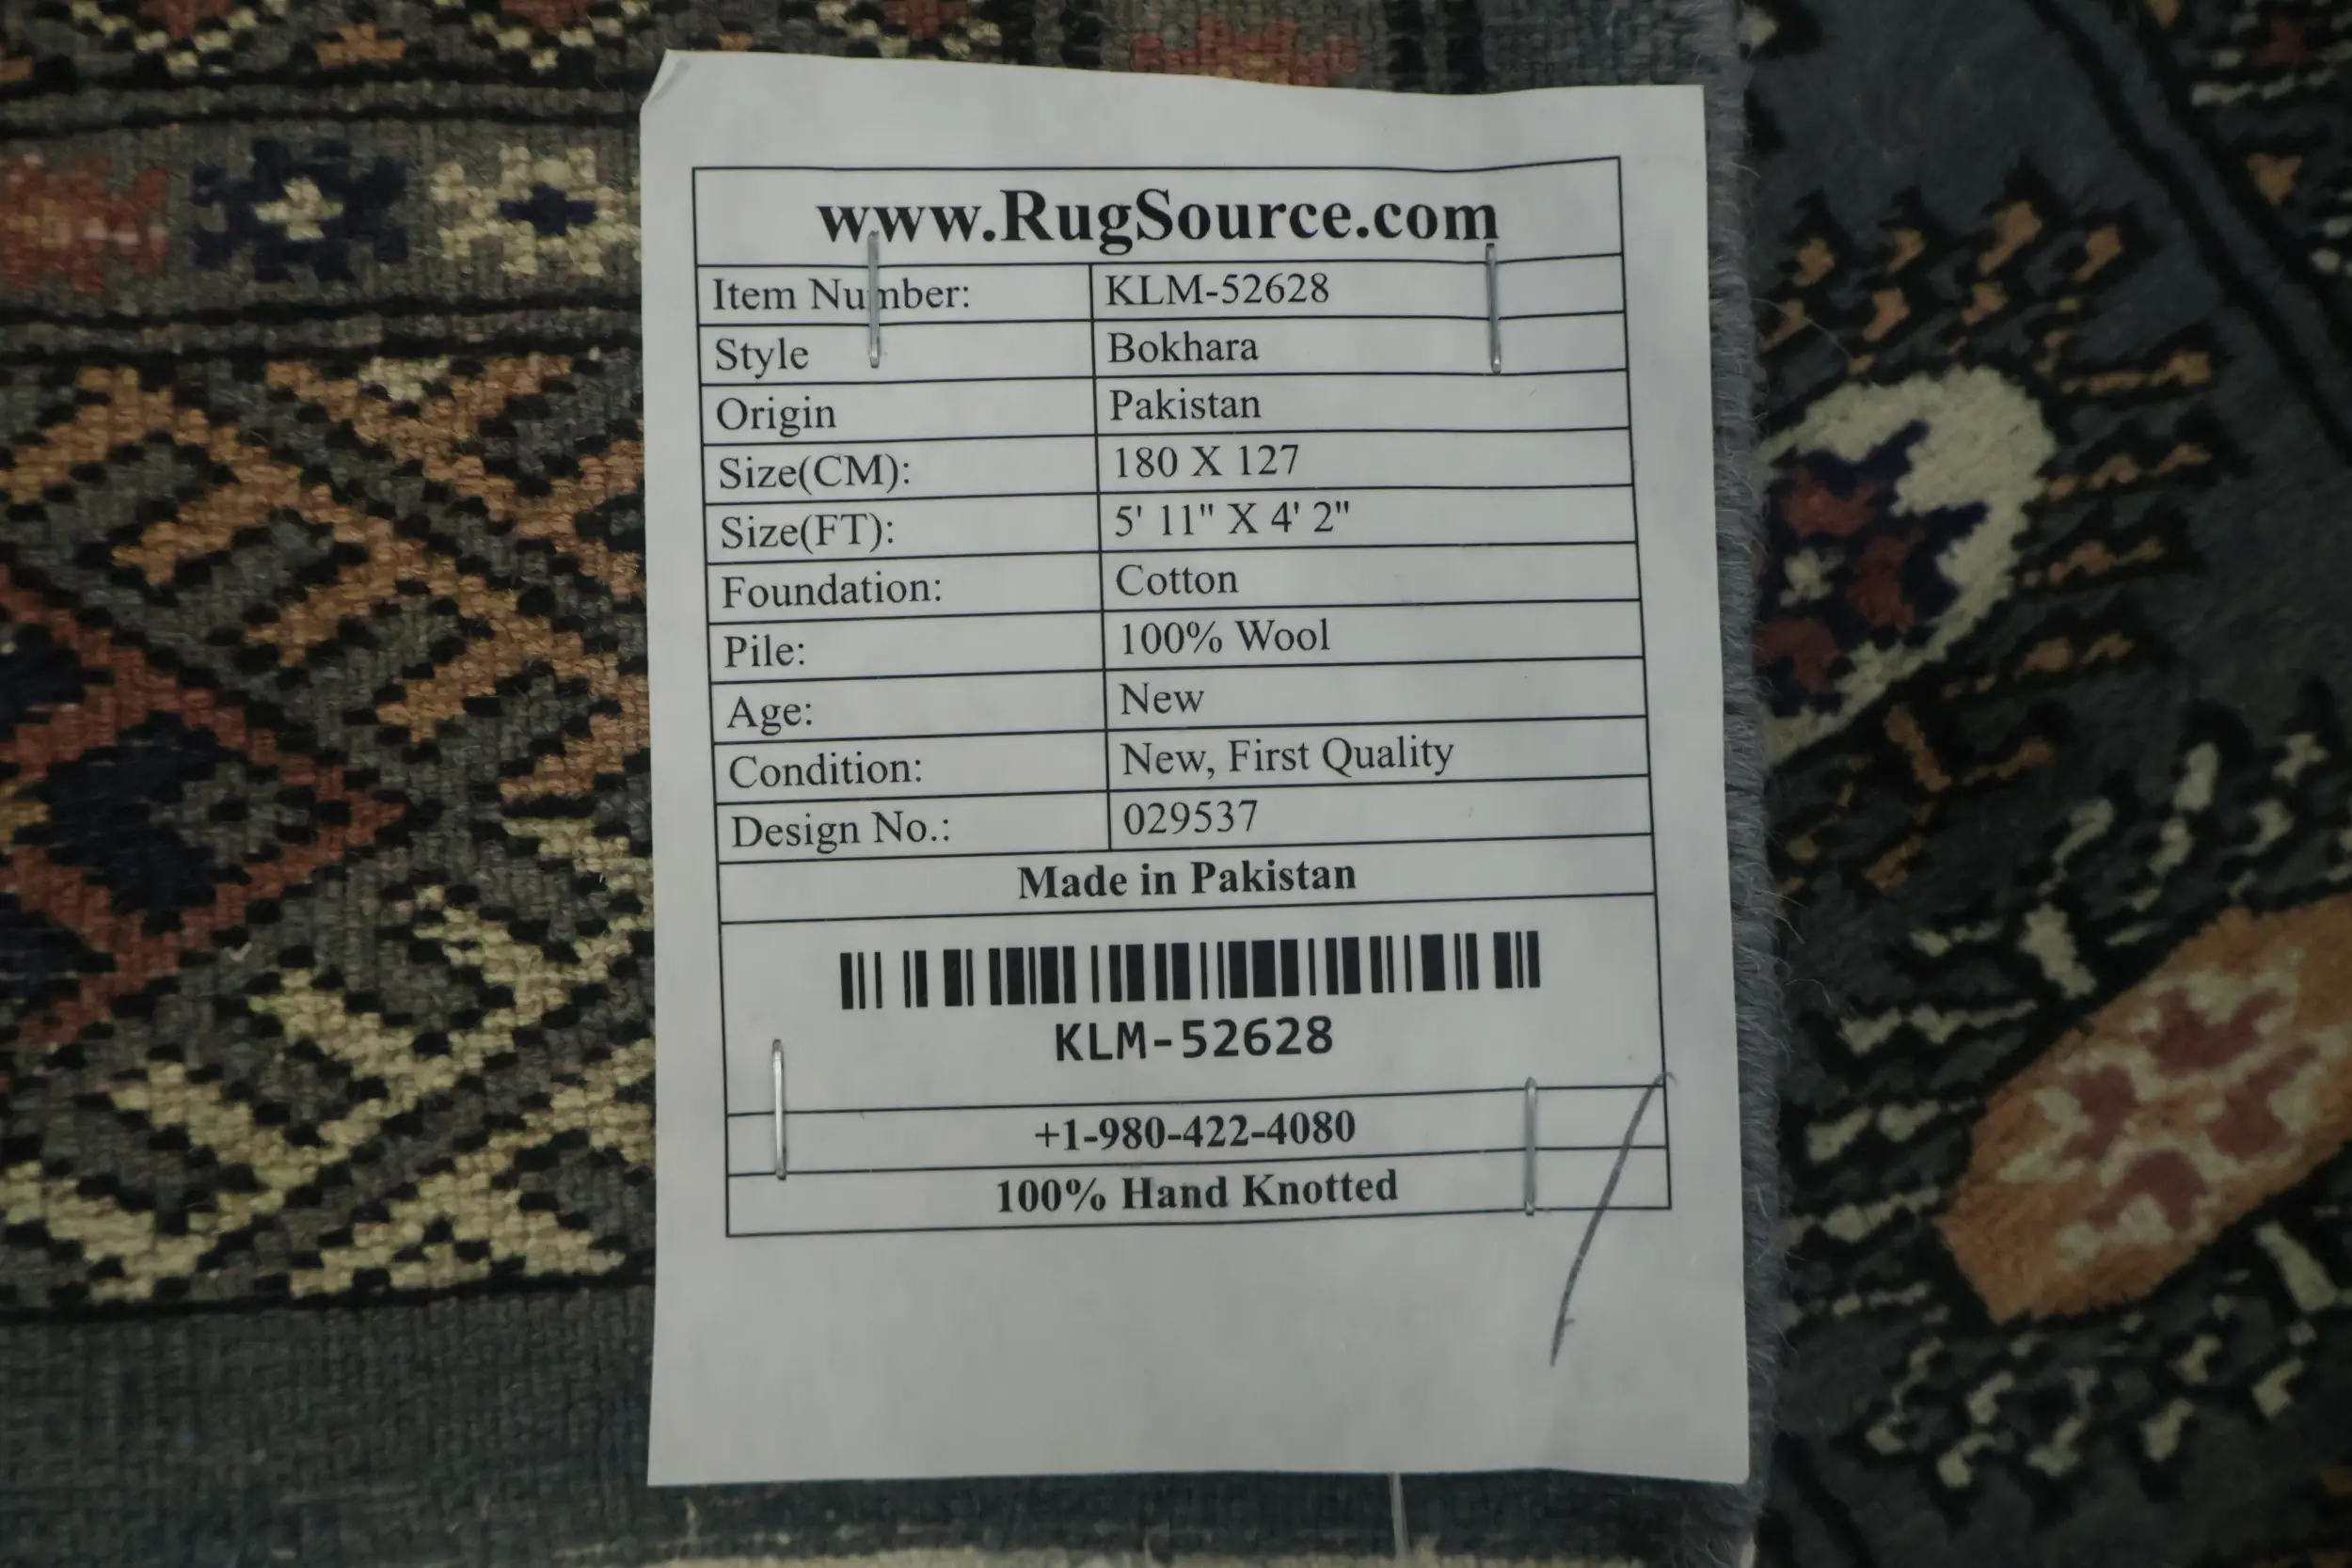 www.RugSource.com
Item Number: KLM-52628
Style Bokhara
Origin Pakistan
Size(CM): 180 X 127
Size(FT): 5' 11" X 4' 2"
Foundation: Cotton
Pile: 100% Wool
Age: New
Condition: New, First Quality
Design No.: 029537
Made in Pakistan
KLM-52628
+1-980-422-4080
100% Hand Knotted